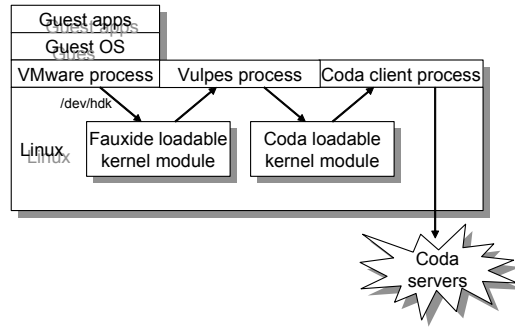 Guest apps
Guest OS
VMware process
Vulpes process
Coda client process
/dev/hdk
Linux
Fauxide loadable
kernel module
Coda loadable
kernel module
Coda
servers